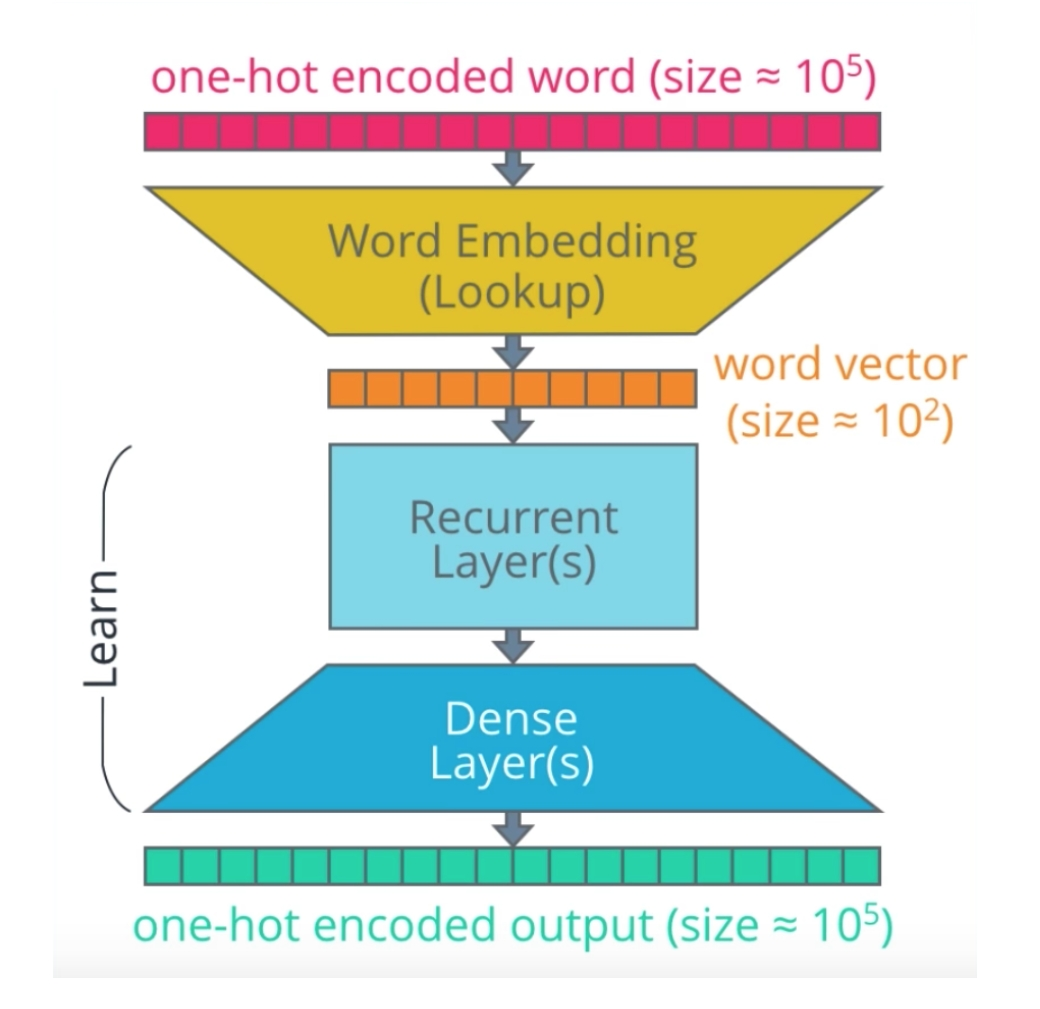 one-hot encoded word (size ≈ 10⁵)
Word Embedding
(Lookup)
word vector
(size ≈ 10²)
Recurrent
Layer(s)
Learn
Dense
Layer(s)
one-hot encoded output (size ≈ 10⁵)